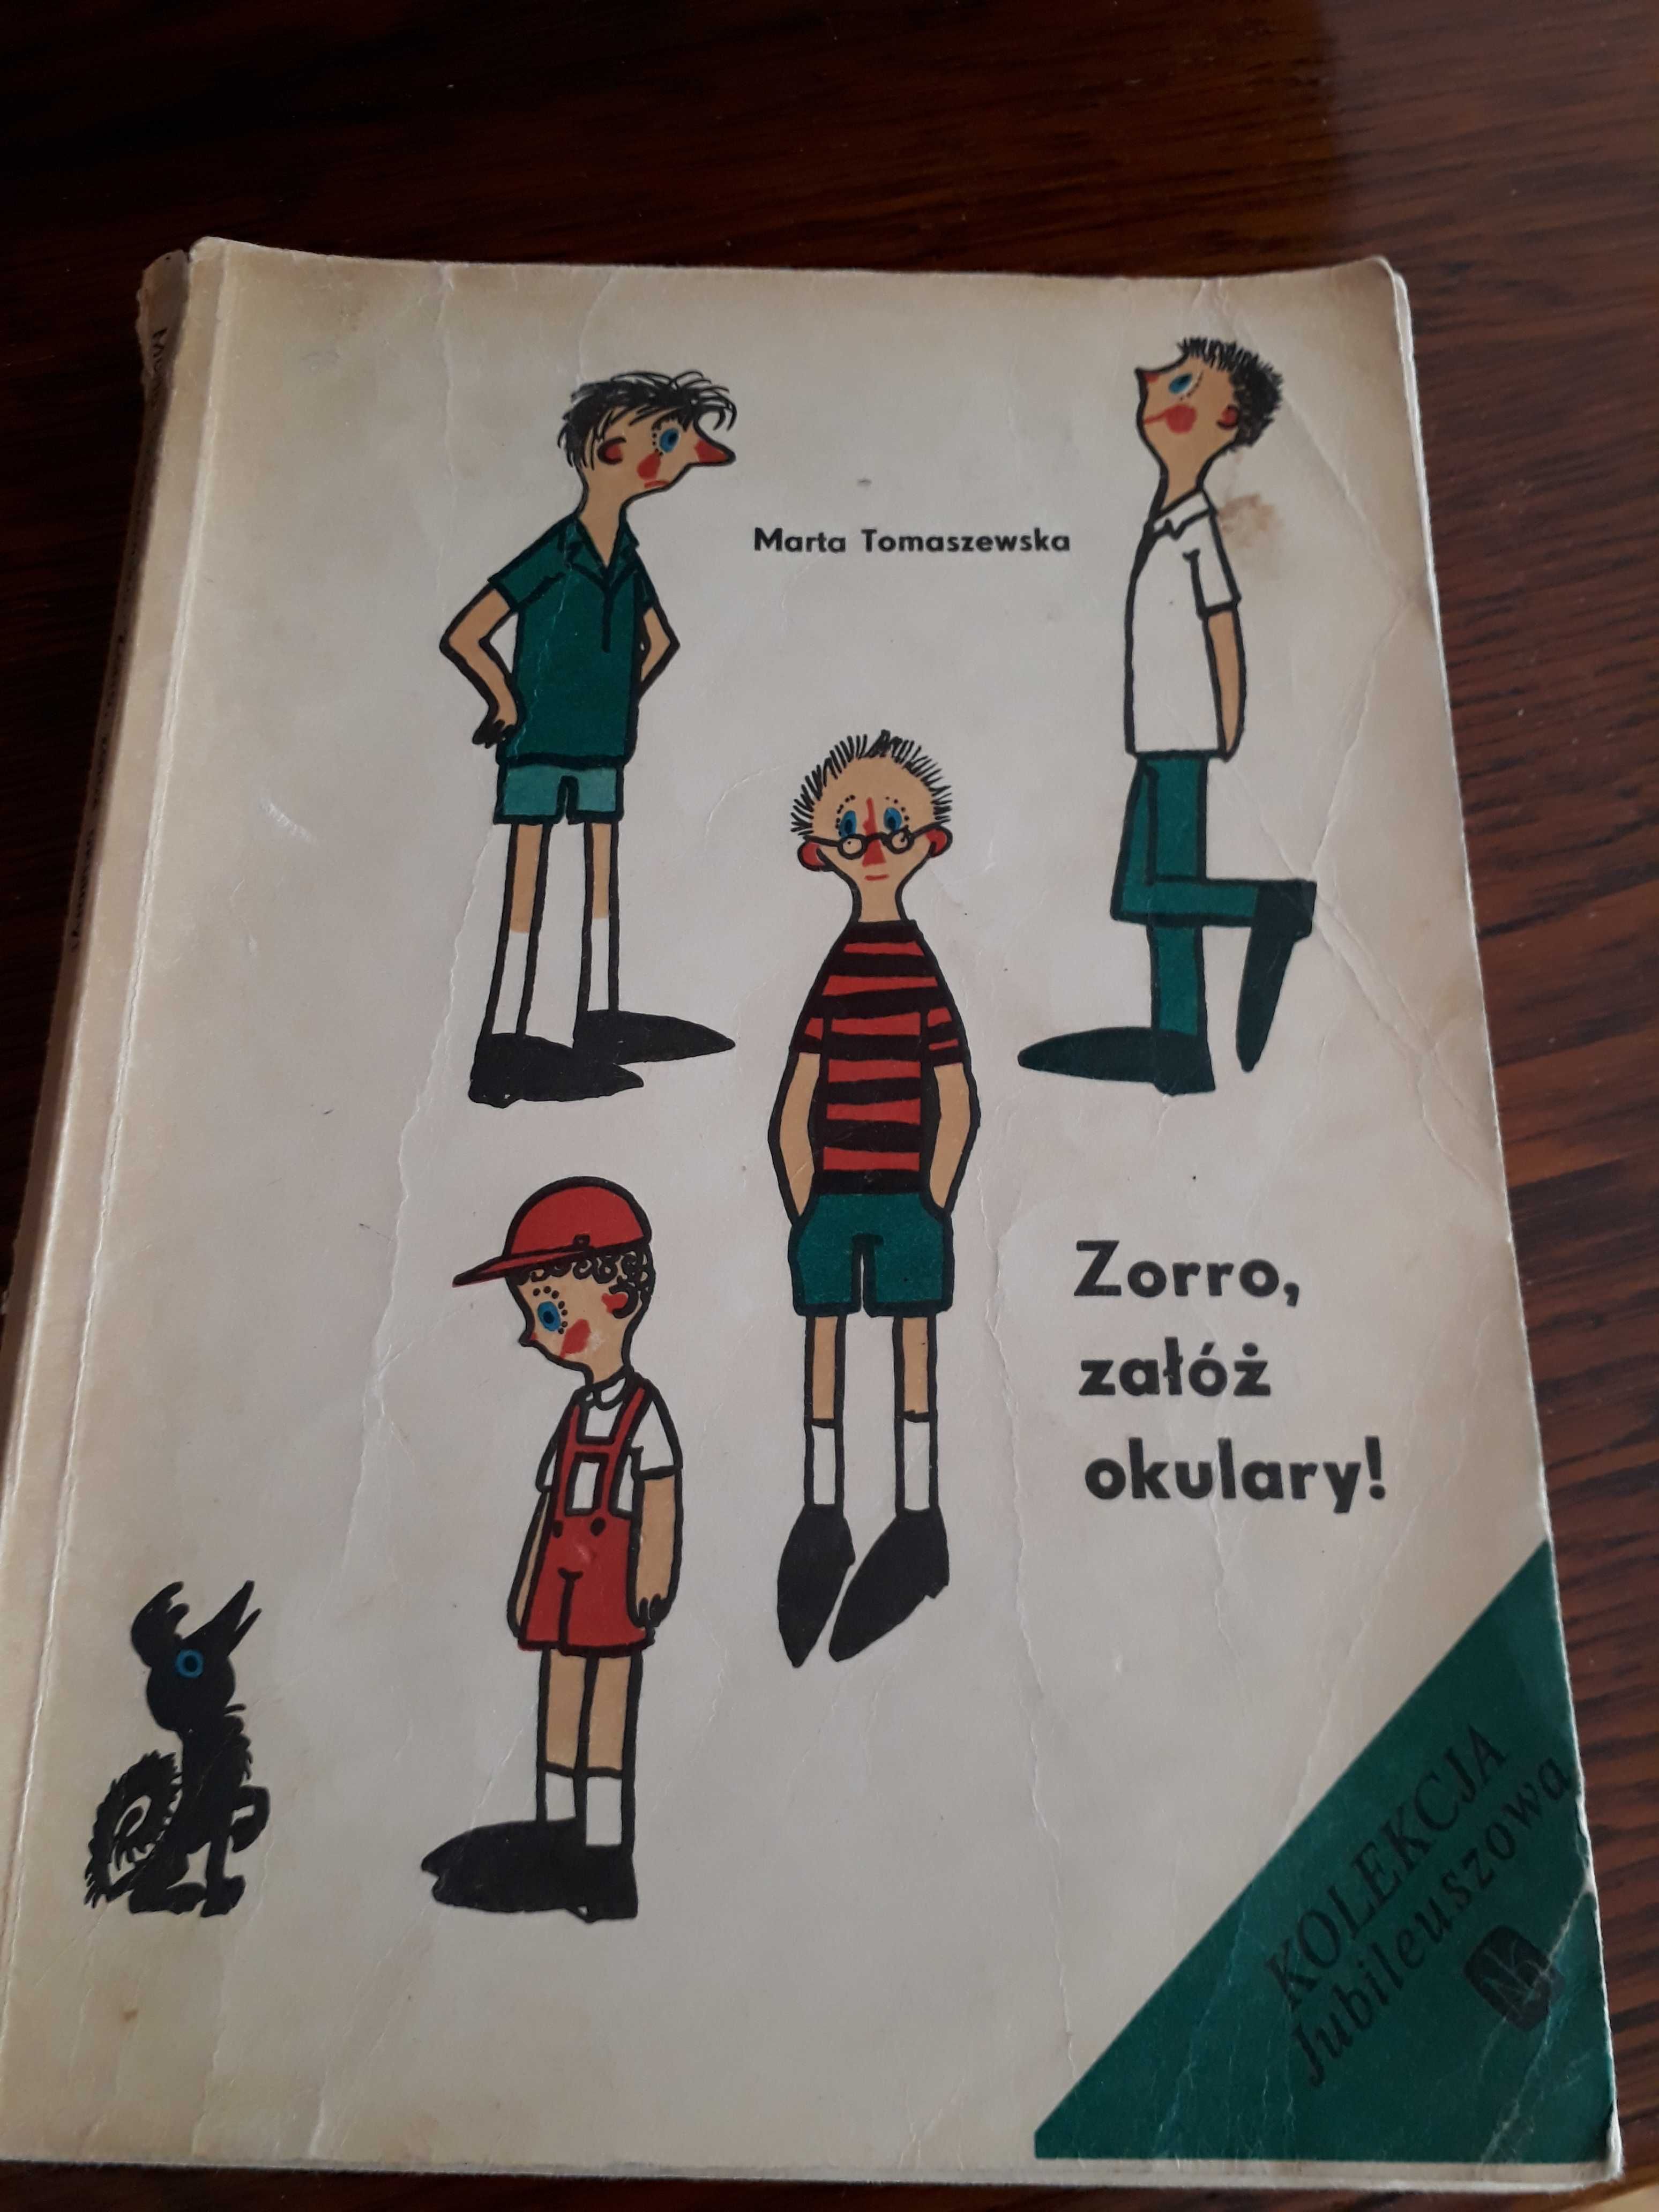 Marta Tomaszewska
Zorro,
załóż
okulary!
KOLEKCJA
Jubileuszowa